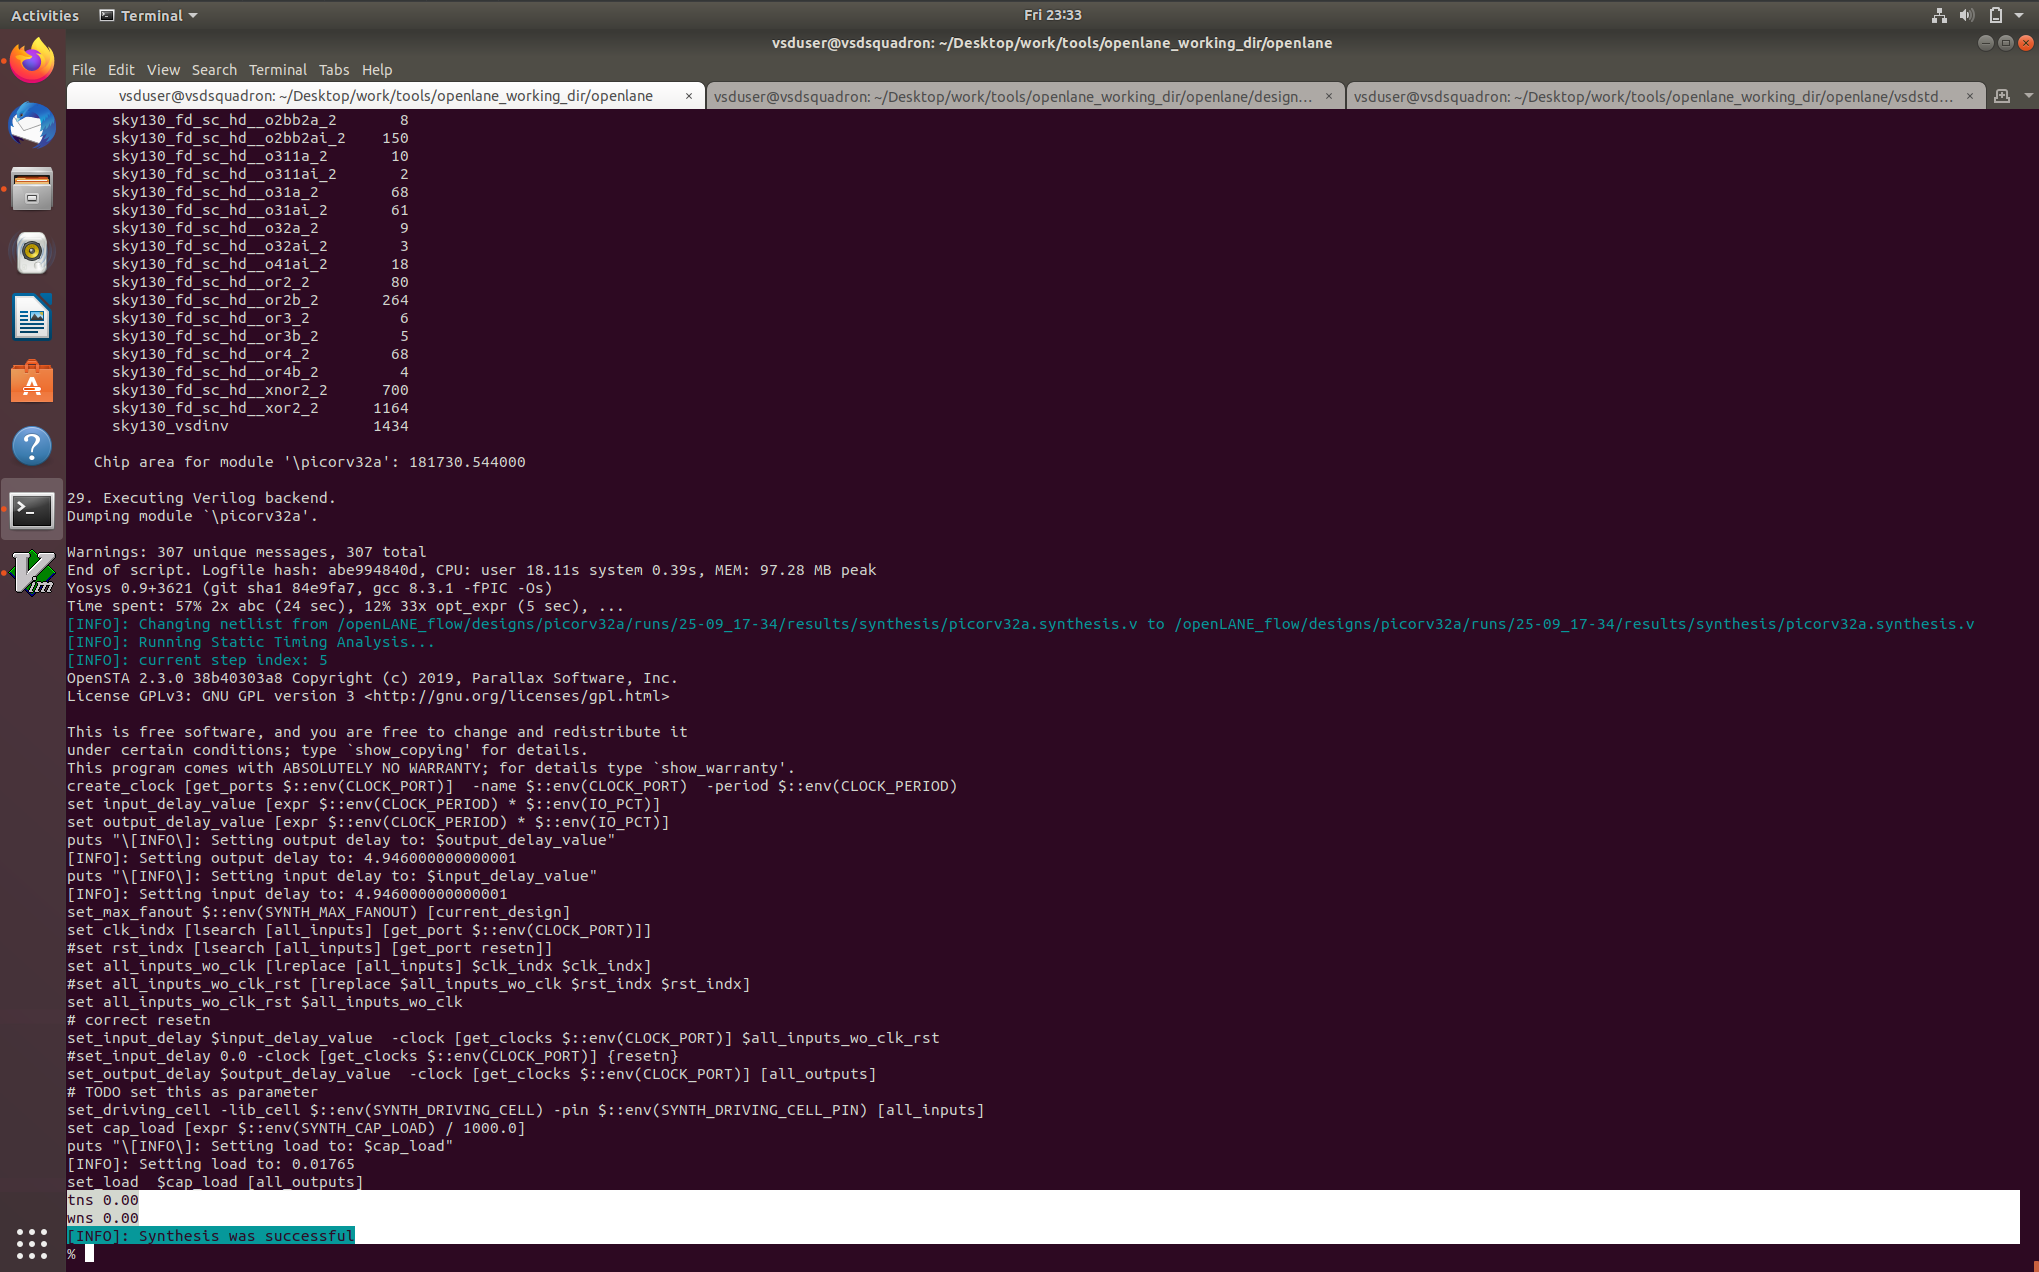 Activities
Terminal
Fri 23:33
vsduser@vsdsquadron: ~/Desktop/work/tools/openlane_working_dir/openlane
File Edit View Search Terminal Tabs Help
vsduser@vsdsquadron: ~/Desktop/work/tools/openlane_working_dir/openlane ×
vsduser@vsdsquadron: ~/Desktop/work/tools/openlane_working_dir/openlane/design... ×
vsduser@vsdsquadron: ~/Desktop/work/tools/openlane_working_dir/openlane/vsdstd... ×
sky130_fd_sc_hd__o2bb2a_2 8
sky130_fd_sc_hd__o2bb2ai_2 150
sky130_fd_sc_hd__o311a_2 10
sky130_fd_sc_hd__o311ai_2 2
sky130_fd_sc_hd__o31a_2 68
sky130_fd_sc_hd__o31ai_2 61
sky130_fd_sc_hd__o32a_2 9
sky130_fd_sc_hd__o32ai_2 3
sky130_fd_sc_hd__o41ai_2 18
sky130_fd_sc_hd__or2_2 80
sky130_fd_sc_hd__or2b_2 264
sky130_fd_sc_hd__or3_2 6
sky130_fd_sc_hd__or3b_2 5
sky130_fd_sc_hd__or4_2 68
sky130_fd_sc_hd__or4b_2 4
sky130_fd_sc_hd__xnor2_2 700
sky130_fd_sc_hd__xor2_2 1164
sky130_vsdinv 1434
Chip area for module '\picorv32a': 181730.544000
29. Executing Verilog backend.
Dumping module `\picorv32a'.
Warnings: 307 unique messages, 307 total
End of script. Logfile hash: abe994840d, CPU: user 18.11s system 0.39s, MEM: 97.28 MB peak
Yosys 0.9+3621 (git sha1 84e9fa7, gcc 8.3.1 -fPIC -Os)
Time spent: 57% 2x abc (24 sec), 12% 33x opt_expr (5 sec), ...
[INFO]: Changing netlist from /openLANE_flow/designs/picorv32a/runs/25-09_17-34/results/synthesis/picorv32a.synthesis.v to /openLANE_flow/designs/picorv32a/runs/25-09_17-34/results/synthesis/picorv32a.synthesis.v
[INFO]: Running Static Timing Analysis...
[INFO]: current step index: 5
OpenSTA 2.3.0 38b40303a8 Copyright (c) 2019, Parallax Software, Inc.
License GPLv3: GNU GPL version 3 <http://gnu.org/licenses/gpl.html>
This is free software, and you are free to change and redistribute it
under certain conditions; type `show_copying' for details.
This program comes with ABSOLUTELY NO WARRANTY; for details type `show_warranty'.
create_clock [get_ports $::env(CLOCK_PORT)]  -name $::env(CLOCK_PORT)  -period $::env(CLOCK_PERIOD)
set input_delay_value [expr $::env(CLOCK_PERIOD) * $::env(IO_PCT)]
set output_delay_value [expr $::env(CLOCK_PERIOD) * $::env(IO_PCT)]
puts "\[INFO\]: Setting output delay to: $output_delay_value"
[INFO]: Setting output delay to: 4.946000000000001
puts "\[INFO\]: Setting input delay to: $input_delay_value"
[INFO]: Setting input delay to: 4.946000000000001
set_max_fanout $::env(SYNTH_MAX_FANOUT) [current_design]
set clk_indx [lsearch [all_inputs] [get_port $::env(CLOCK_PORT)]]
#set rst_indx [lsearch [all_inputs] [get_port resetn]]
set all_inputs_wo_clk [lreplace [all_inputs] $clk_indx $clk_indx]
#set all_inputs_wo_clk_rst [lreplace $all_inputs_wo_clk $rst_indx $rst_indx]
set all_inputs_wo_clk_rst $all_inputs_wo_clk
# correct resetn
set_input_delay $input_delay_value  -clock [get_clocks $::env(CLOCK_PORT)] $all_inputs_wo_clk_rst
#set_input_delay 0.0 -clock [get_clocks $::env(CLOCK_PORT)] {resetn}
set_output_delay $output_delay_value  -clock [get_clocks $::env(CLOCK_PORT)] [all_outputs]
# TODO set this as parameter
set_driving_cell -lib_cell $::env(SYNTH_DRIVING_CELL) -pin $::env(SYNTH_DRIVING_CELL_PIN) [all_inputs]
set cap_load [expr $::env(SYNTH_CAP_LOAD) / 1000.0]
puts "\[INFO\]: Setting load to: $cap_load"
[INFO]: Setting load to: 0.01765
set_load  $cap_load [all_outputs]
tns 0.00
wns 0.00
[INFO]: Synthesis was successful
%